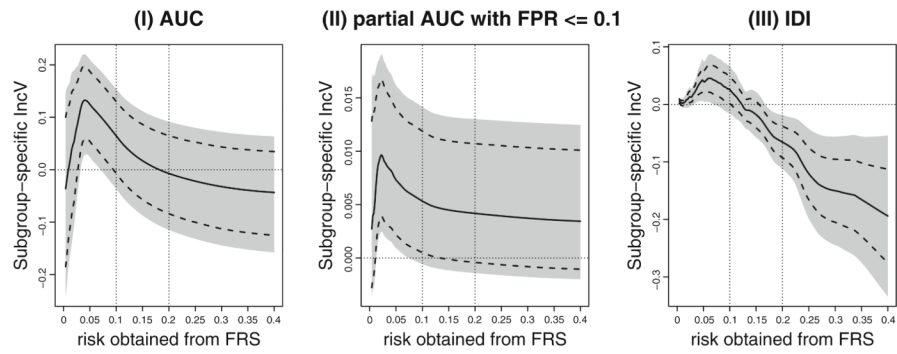 (I) AUC
Subgroup−specific IncV
0.2
0.1
0.0
−0.1
−0.2
0 0.05 0.1 0.15 0.2 0.25 0.3 0.35 0.4
risk obtained from FRS
(II) partial AUC with FPR <= 0.1
Subgroup−specific IncV
0.015
0.010
0.005
0.000
0 0.05 0.1 0.15 0.2 0.25 0.3 0.35 0.4
risk obtained from FRS
(III) IDI
Subgroup−specific IncV
0.1
0.0
−0.1
−0.2
−0.3
0 0.05 0.1 0.15 0.2 0.25 0.3 0.35 0.4
risk obtained from FRS